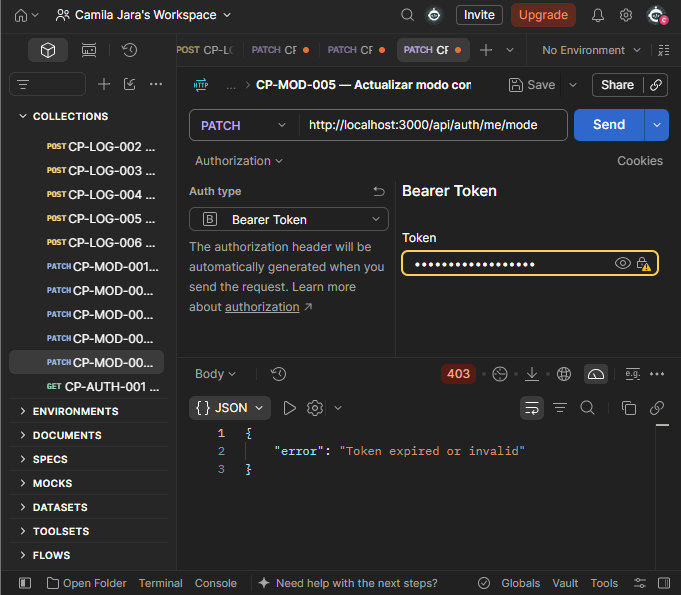 Camila Jara's Workspace
Invite
Upgrade
C
POST CP-LC
PATCH CF
PATCH CF
PATCH CF
No Environment
HTTP
... > CP-MOD-005 — Actualizar modo con
Save
Share
COLLECTIONS
POST CP-LOG-002 ...
POST CP-LOG-003 ...
POST CP-LOG-004 ...
POST CP-LOG-005 ...
POST CP-LOG-006 ...
PATCH CP-MOD-001...
PATCH CP-MOD-00...
PATCH CP-MOD-00...
PATCH CP-MOD-00...
PATCH CP-MOD-00...
GET CP-AUTH-001 ...
ENVIRONMENTS
DOCUMENTS
SPECS
MOCKS
DATASETS
TOOLSETS
FLOWS
PATCH
http://localhost:3000/api/auth/me/mode
Send
Authorization
Cookies
Auth type
B Bearer Token
The authorization header will be
automatically generated when you
send the request. Learn more
about authorization ↗
Bearer Token
Token
••••••••••••••••••
Body
403
e.g.
{ } JSON
1 {
2 "error": "Token expired or invalid"
3 }
Open Folder
Terminal
Console
Need help with the next steps?
Globals
Vault
Tools